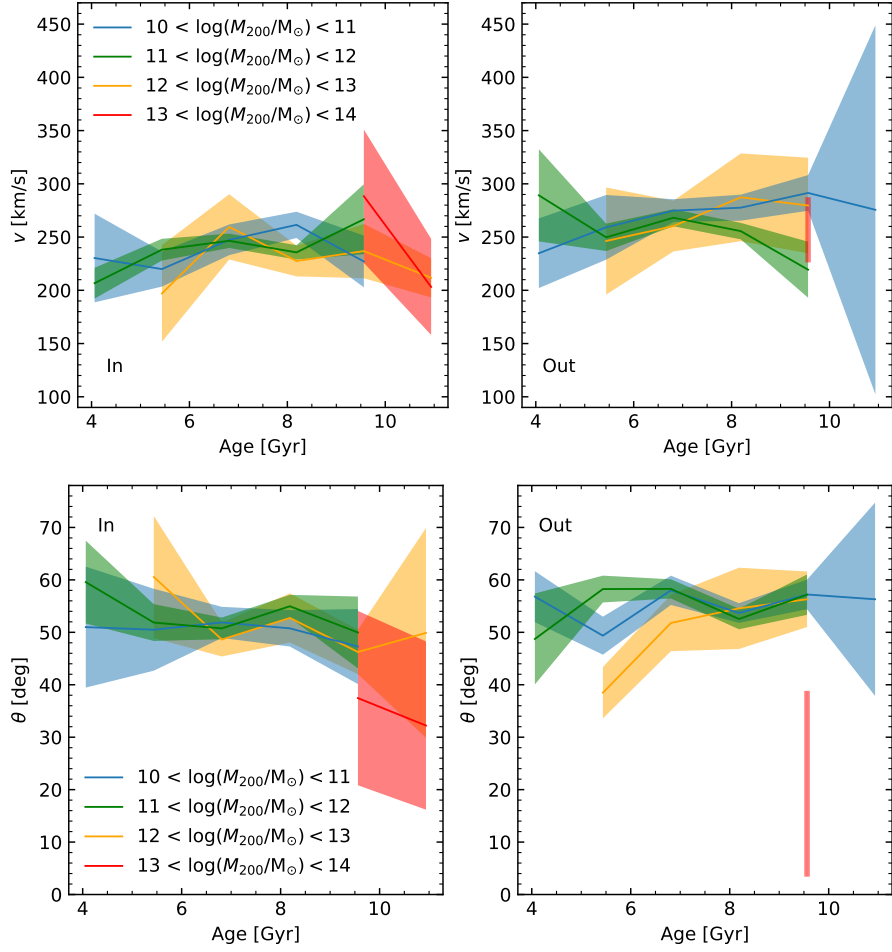 450
400
350
300
250
200
150
100
v [km/s]
10 < log(M₂₀₀/M⊙) < 11
11 < log(M₂₀₀/M⊙) < 12
12 < log(M₂₀₀/M⊙) < 13
13 < log(M₂₀₀/M⊙) < 14
In
4 6 8 10
Age [Gyr]
450
400
350
300
250
200
150
100
v [km/s]
Out
4 6 8 10
Age [Gyr]
70
60
50
40
30
20
10
0
θ [deg]
In
10 < log(M₂₀₀/M⊙) < 11
11 < log(M₂₀₀/M⊙) < 12
12 < log(M₂₀₀/M⊙) < 13
13 < log(M₂₀₀/M⊙) < 14
4 6 8 10
Age [Gyr]
70
60
50
40
30
20
10
0
θ [deg]
Out
4 6 8 10
Age [Gyr]